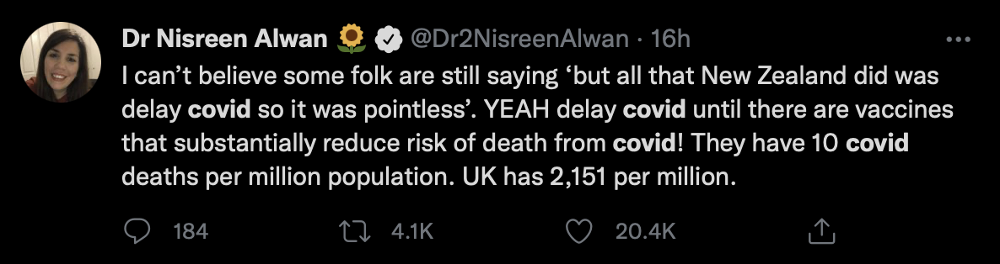 Dr Nisreen Alwan 🌻 @Dr2NisreenAlwan · 16h
I can’t believe some folk are still saying ‘but all that New Zealand did was
delay covid so it was pointless’. YEAH delay covid until there are vaccines
that substantially reduce risk of death from covid! They have 10 covid
deaths per million population. UK has 2,151 per million.
184 4.1K 20.4K